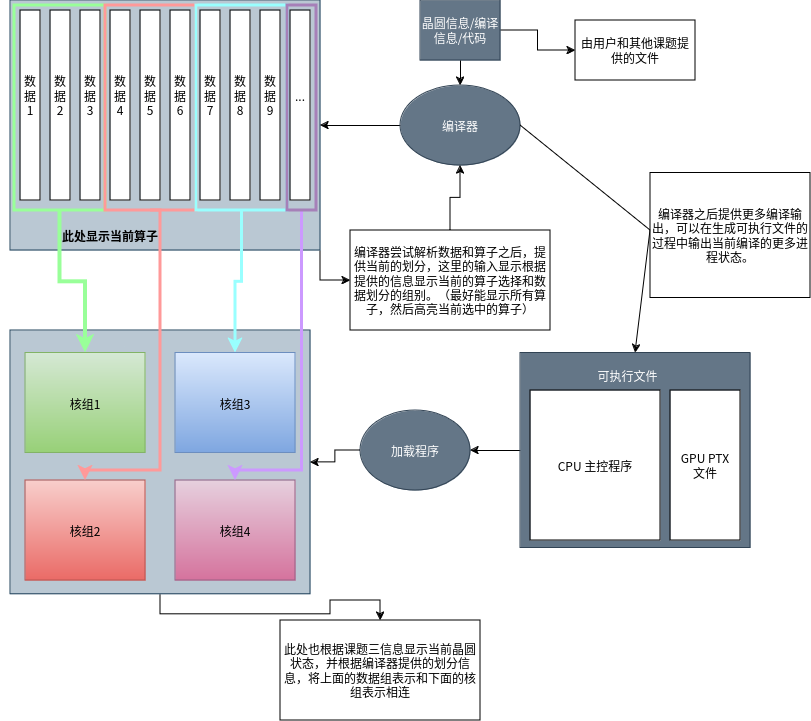 数据1
数据2
数据3
数据4
数据5
数据6
数据7
数据8
数据9
...
此处显示当前算子
晶圆信息/编译
信息/代码
由用户和其他课题提
供的文件
编译器
编译器之后提供更多编译输
出，可以在生成可执行文件的
过程中输出当前编译的更多进
程状态。
编译器尝试解析数据和算子之后，提
供当前的划分，这里的输入显示根据
提供的信息显示当前的算子选择和数
据划分的组别。（最好能显示所有算
子，然后高亮当前选中的算子）
核组1
核组3
核组2
核组4
加载程序
可执行文件
CPU 主控程序
GPU PTX
文件
此处也根据课题三信息显示当前晶圆
状态，并根据编译器提供的划分信
息，将上面的数据组表示和下面的核
组表示相连